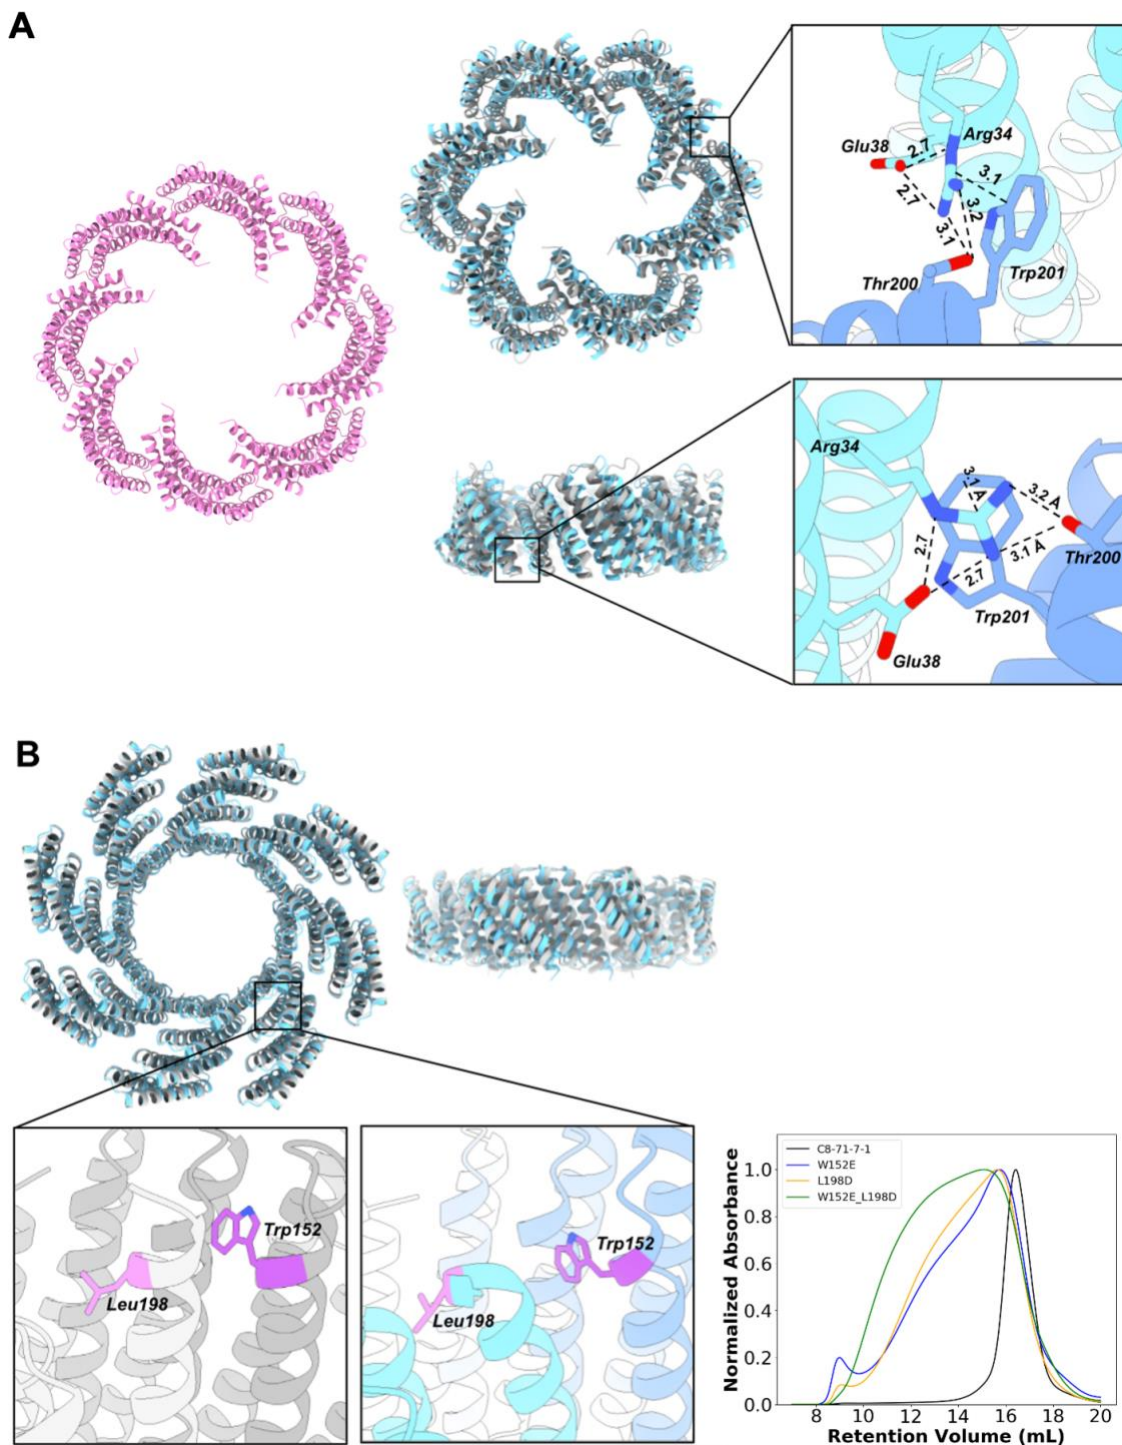 A
Glu38
2.7
Arg34
3.1
2.7
3.2
3.1
Thr200
Trp201
Arg34
3.1 Å
3.2 Å
2.7
3.1 Å
Thr200
2.7
Trp201
Glu38
B
Trp152
Leu198
Trp152
Leu198
Normalized Absorbance
1.0
0.8
0.6
0.4
0.2
0.0
C8-71-7-1
W152E
L198D
W152E_L198D
8 10 12 14 16 18 20
Retention Volume (mL)